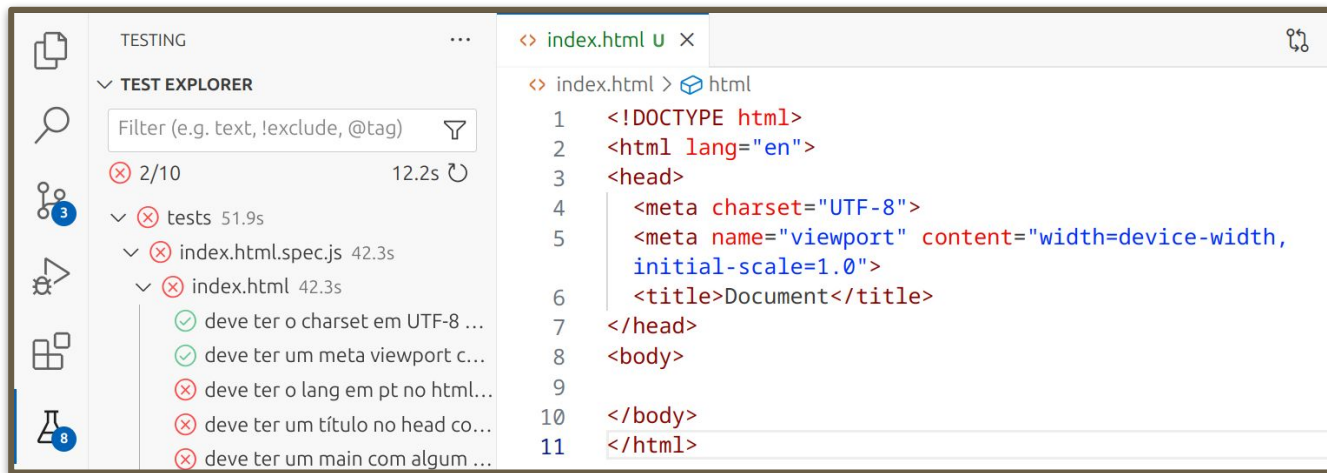 TESTING
···
TEST EXPLORER
Filter (e.g. text, !exclude, @tag)
2/10 12.2s
tests 51.9s
index.html.spec.js 42.3s
index.html 42.3s
deve ter o charset em UTF-8 ...
deve ter um meta viewport c...
deve ter o lang em pt no html...
deve ter um título no head co...
deve ter um main com algum ...
3
8
<> index.html U ×
<> index.html > html
1 <!DOCTYPE html>
2 <html lang="en">
3 <head>
4 <meta charset="UTF-8">
5 <meta name="viewport" content="width=device-width,
initial-scale=1.0">
6 <title>Document</title>
7 </head>
8 <body>
9
10 </body>
11 </html>